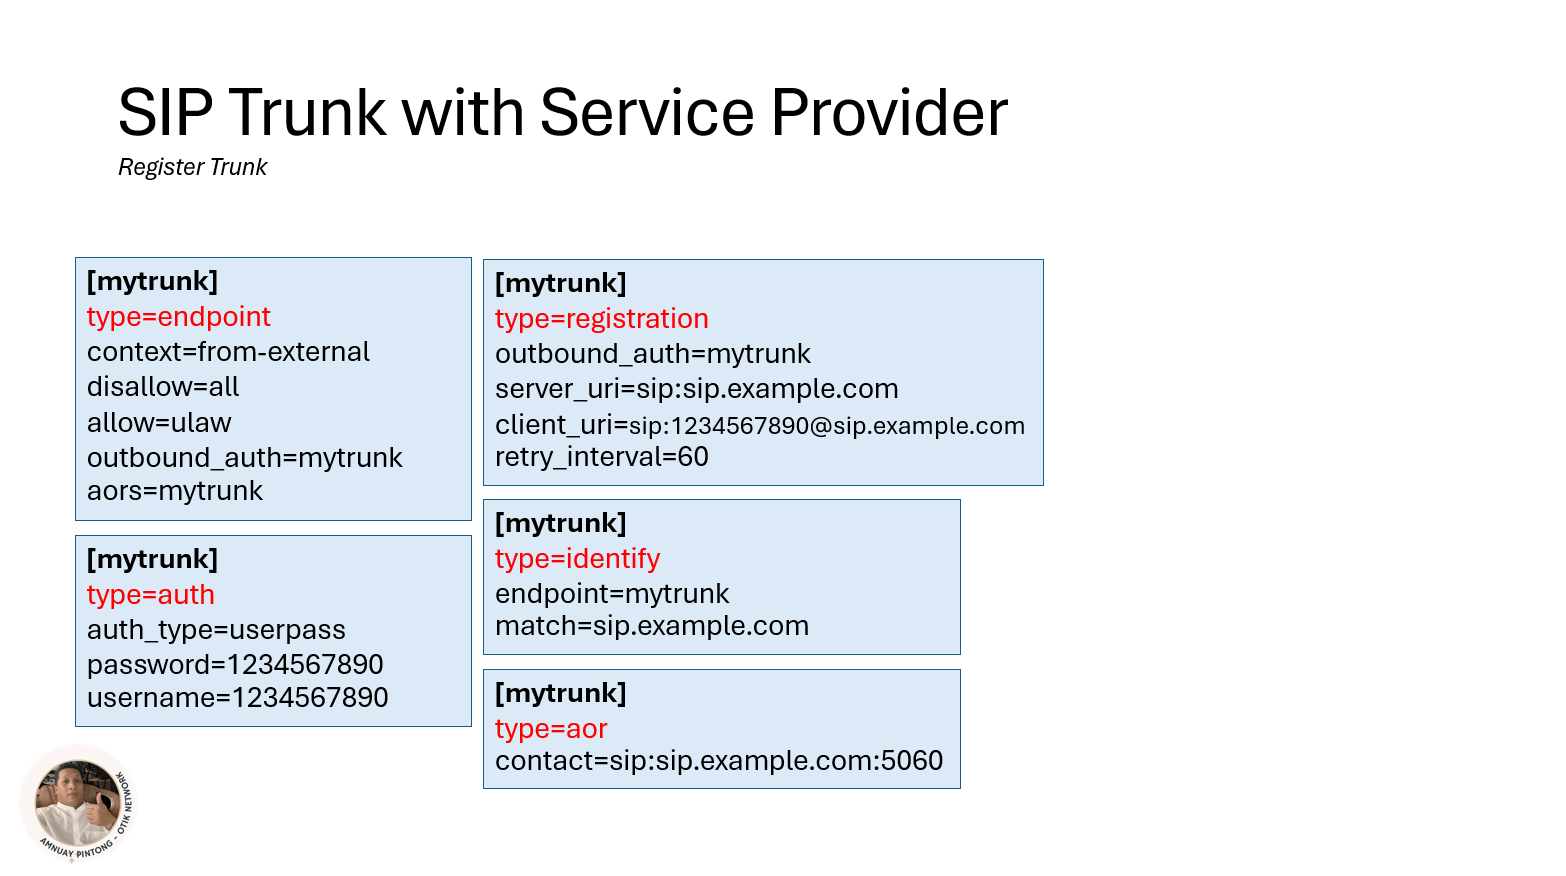 SIP Trunk with Service Provider
Register Trunk
[mytrunk]
type=endpoint
context=from-external
disallow=all
allow=ulaw
outbound_auth=mytrunk
aors=mytrunk
[mytrunk]
type=auth
auth_type=userpass
password=1234567890
username=1234567890
[mytrunk]
type=registration
outbound_auth=mytrunk
server_uri=sip:sip.example.com
client_uri=sip:1234567890@sip.example.com
retry_interval=60
[mytrunk]
type=identify
endpoint=mytrunk
match=sip.example.com
[mytrunk]
type=aor
contact=sip:sip.example.com:5060
AMNUAY PINTONG - OTIK NETWORK